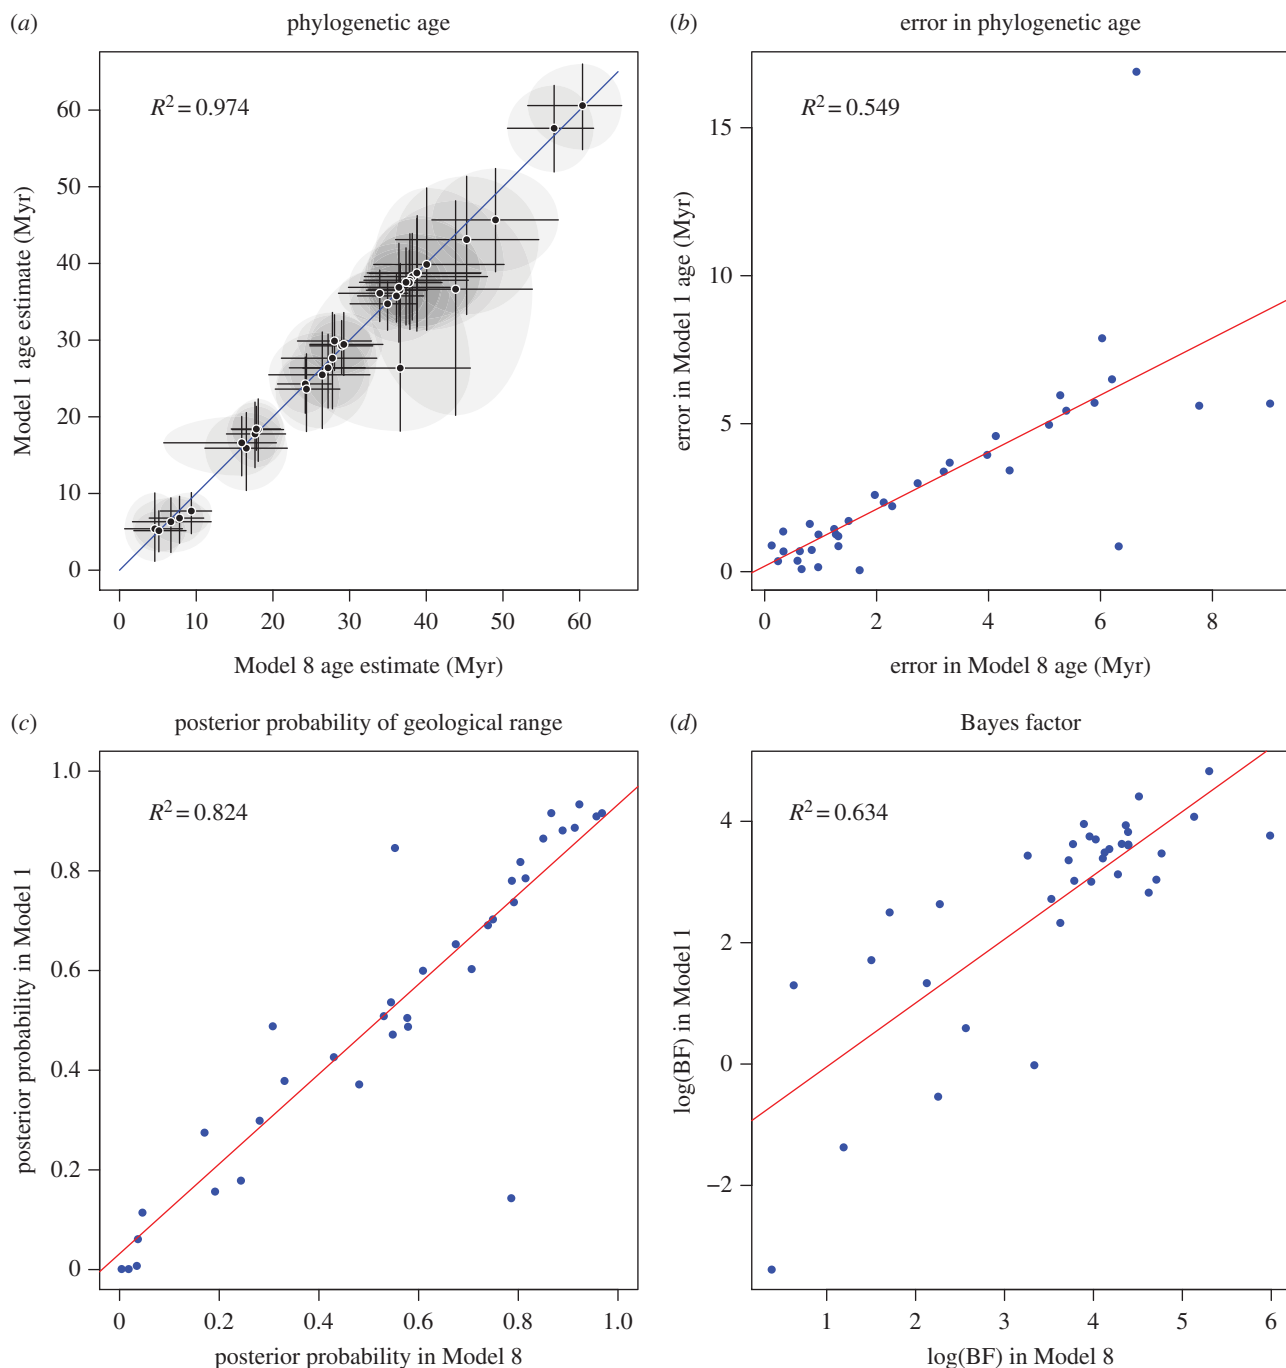 (a) phylogenetic age
R² = 0.974
60
50
40
30
20
10
0
0 10 20 30 40 50 60
Model 1 age estimate (Myr)
Model 8 age estimate (Myr)
(b) error in phylogenetic age
R² = 0.549
15
10
5
0
0 2 4 6 8
error in Model 1 age (Myr)
error in Model 8 age (Myr)
(c) posterior probability of geological range
R² = 0.824
1.0
0.8
0.6
0.4
0.2
0
0 0.2 0.4 0.6 0.8 1.0
posterior probability in Model 1
posterior probability in Model 8
(d) Bayes factor
R² = 0.634
4
2
0
−2
1 2 3 4 5 6
log(BF) in Model 1
log(BF) in Model 8